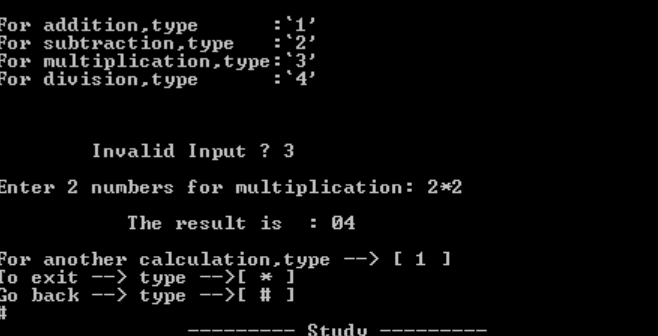 For addition,type      :`1'
For subtraction,type   :`2'
For multiplication,type:`3'
For division,type      :`4'
Invalid Input ? 3
Enter 2 numbers for multiplication: 2*2
The result is  : 04
For another calculation,type --> [ 1 ]
To exit --> type -->[ * ]
Go back --> type -->[ # ]
#
--------- Study ---------